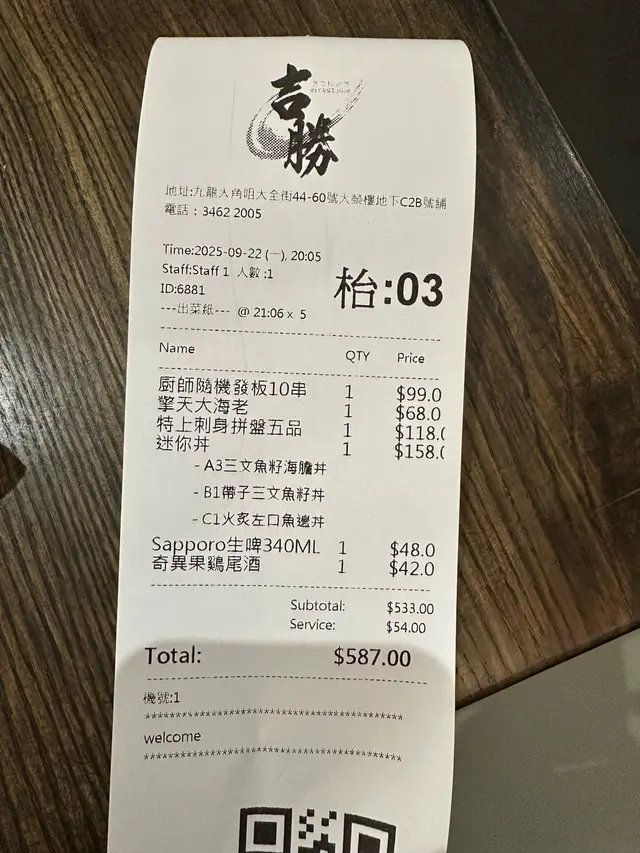 吉勝
地址:九龍大角咀大全街44-60號大榮樓地下C2B號舖
電話：3462 2005
Time:2025-09-22 (一), 20:05
Staff:Staff 1 人數:1
枱:03
ID:6881
---出菜紙--- @ 21:06 x 5
Name QTY Price
廚師隨機發板10串 1 $99.0
擎天大海老 1 $68.0
特上刺身拼盤五品 1 $118.0
迷你丼 1 $158.0
- A3三文魚籽海膽丼
- B1帶子三文魚籽丼
- C1火炙左口魚邊丼
Sapporo生啤340ML 1 $48.0
奇異果鷄尾酒 1 $42.0
Subtotal: $533.00
Service: $54.00
Total: $587.00
機號:1
****************************************
welcome
****************************************